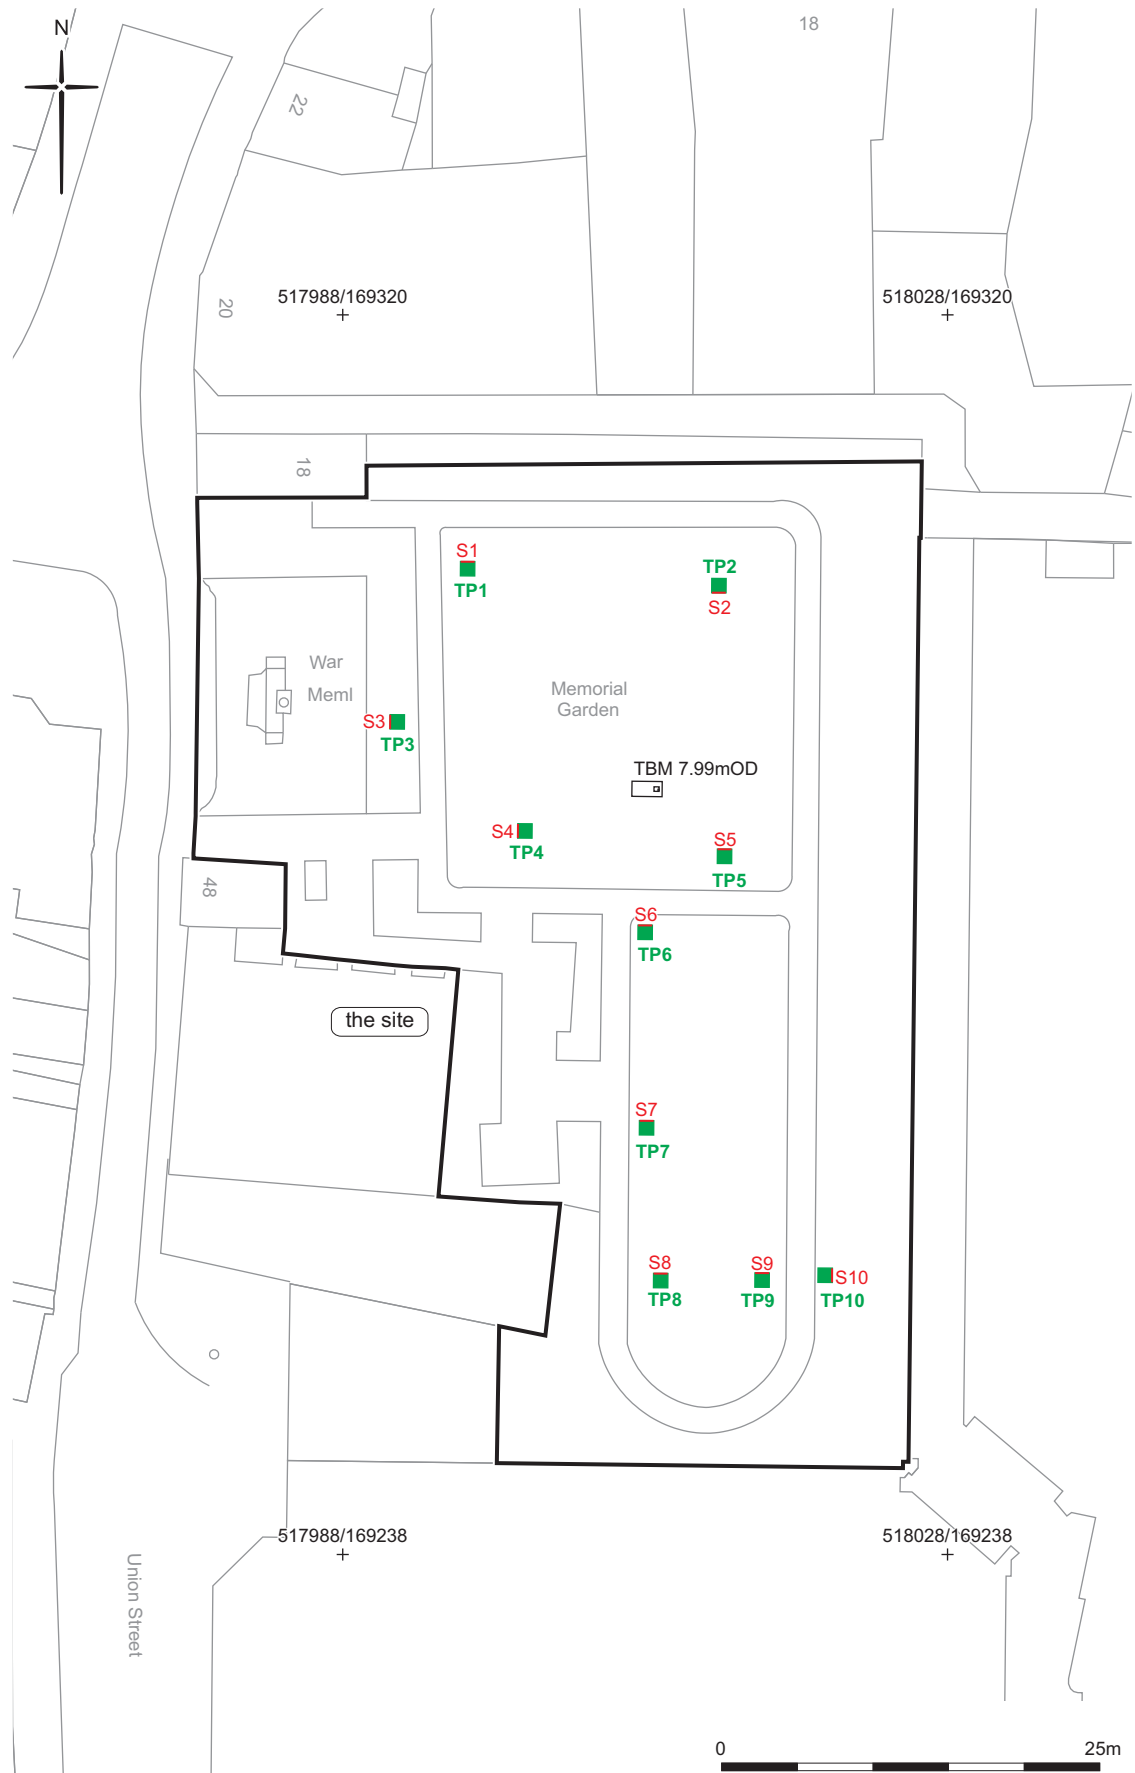 N
18
22
20
517988/169320
518028/169320
18
S1
TP1
TP2
S2
War
Meml
Memorial
Garden
S3
TP3
TBM 7.99mOD
S4
TP4
S5
TP5
48
S6
TP6
the site
S7
TP7
S8
TP8
S9
TP9
S10
TP10
517988/169238
518028/169238
Union Street
0
25m